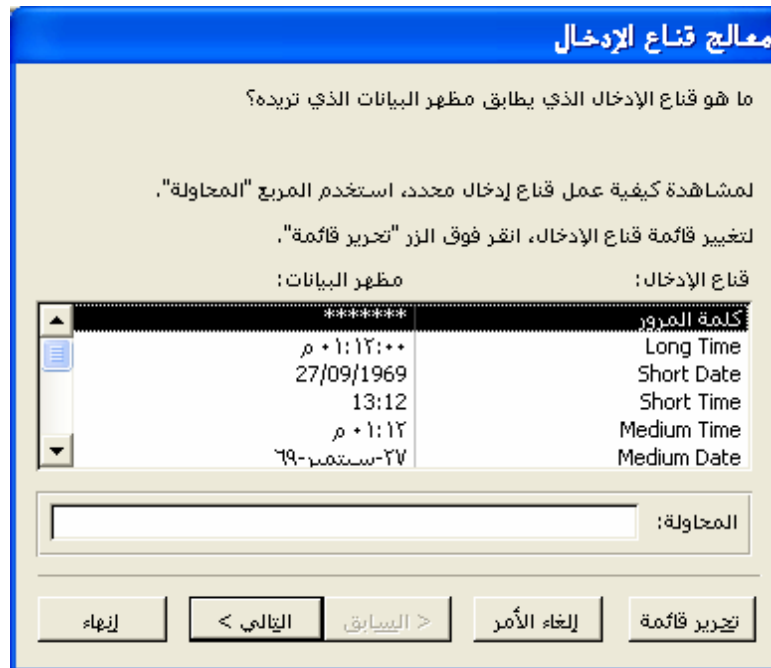 معالج قناع الإدخال
ما هو قناع الإدخال الذي يطابق مظهر البيانات الذي تريده؟
لمشاهدة كيفية عمل قناع إدخال محدد، استخدم المربع "المحاولة".
لتغيير قائمة قناع الإدخال، انقر فوق الزر "تحرير قائمة".
قناع الإدخال: مظهر البيانات:
كلمة المرور *******
Long Time ٠١:١٢:٠٠ م
Short Date 27/09/1969
Short Time 13:12
Medium Time ٠١:١٢ م
Medium Date ٢٧-سبتمبر-٦٩
المحاولة:
تحرير قائمة إلغاء الأمر < السابق التالي > إنهاء